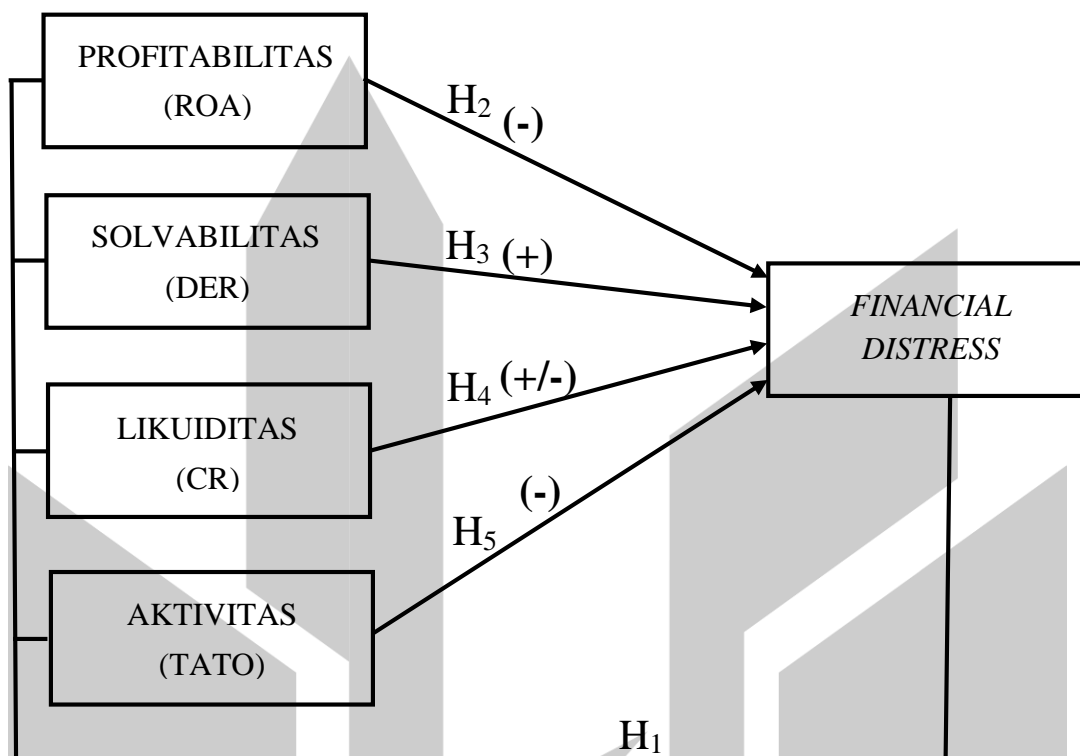 PROFITABILITAS
(ROA)
H2 (-)
SOLVABILITAS
(DER)
H3 (+)
FINANCIAL
DISTRESS
LIKUIDITAS
(CR)
H4 (+/-)
(-)
H5
AKTIVITAS
(TATO)
H1